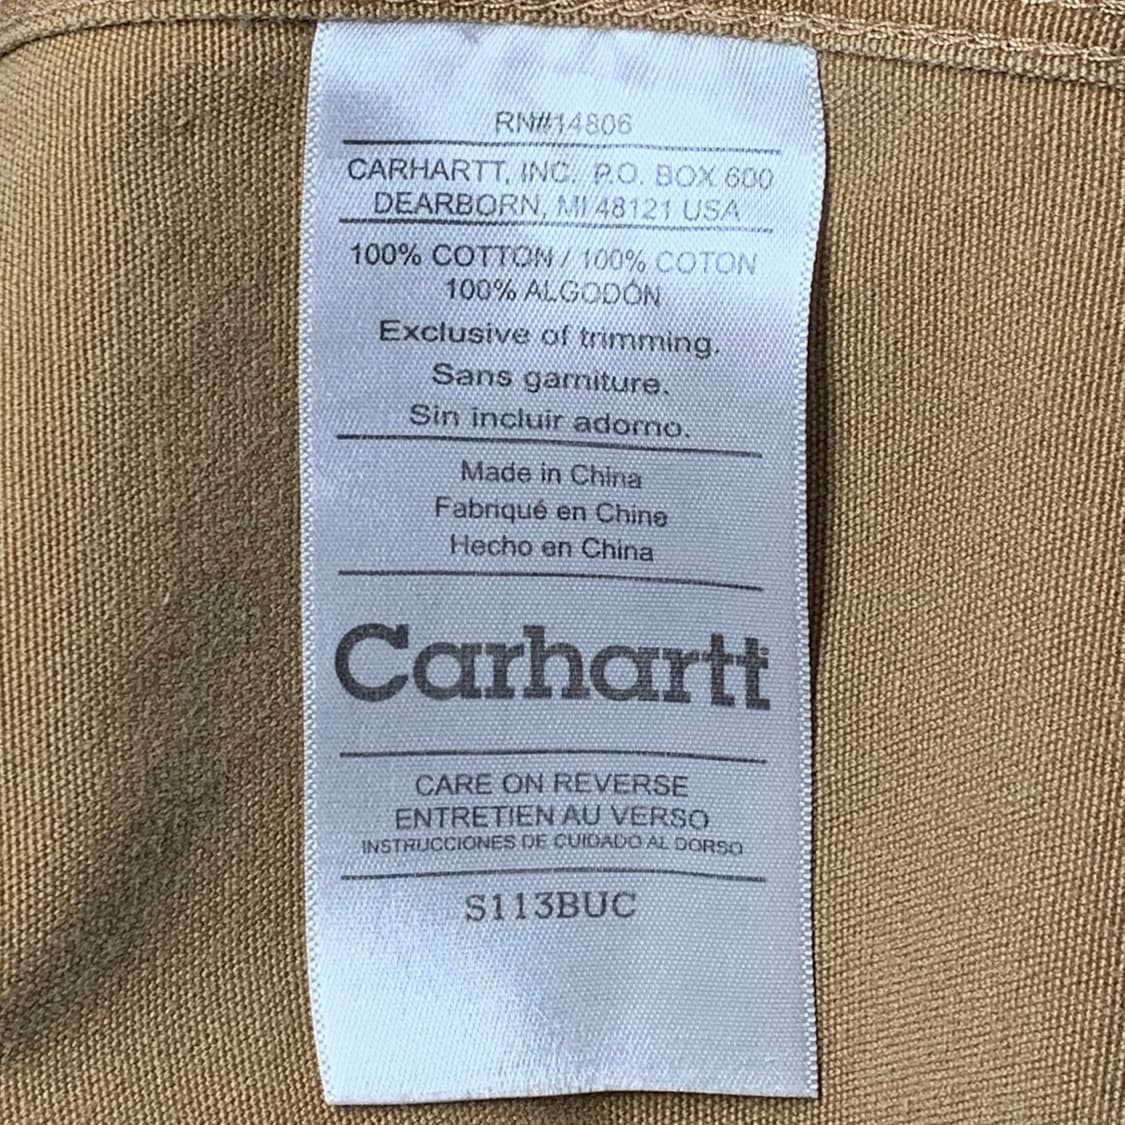 RN#14806
CARHARTT, INC. P.O. BOX 600
DEARBORN, MI 48121 USA
100% COTTON / 100% COTON
100% ALGODÓN
Exclusive of trimming.
Sans garniture.
Sin incluir adorno.
Made in China
Fabriqué en Chine
Hecho en China
Carhartt
CARE ON REVERSE
ENTRETIEN AU VERSO
INSTRUCCIONES DE CUIDADO AL DORSO
S113BUC